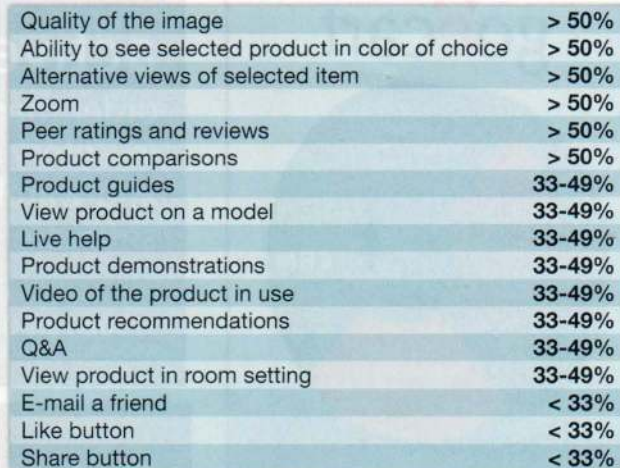 Quality of the image > 50%
Ability to see selected product in color of choice > 50%
Alternative views of selected item > 50%
Zoom > 50%
Peer ratings and reviews > 50%
Product comparisons > 50%
Product guides 33-49%
View product on a model 33-49%
Live help 33-49%
Product demonstrations 33-49%
Video of the product in use 33-49%
Product recommendations 33-49%
Q&A 33-49%
View product in room setting 33-49%
E-mail a friend < 33%
Like button < 33%
Share button < 33%